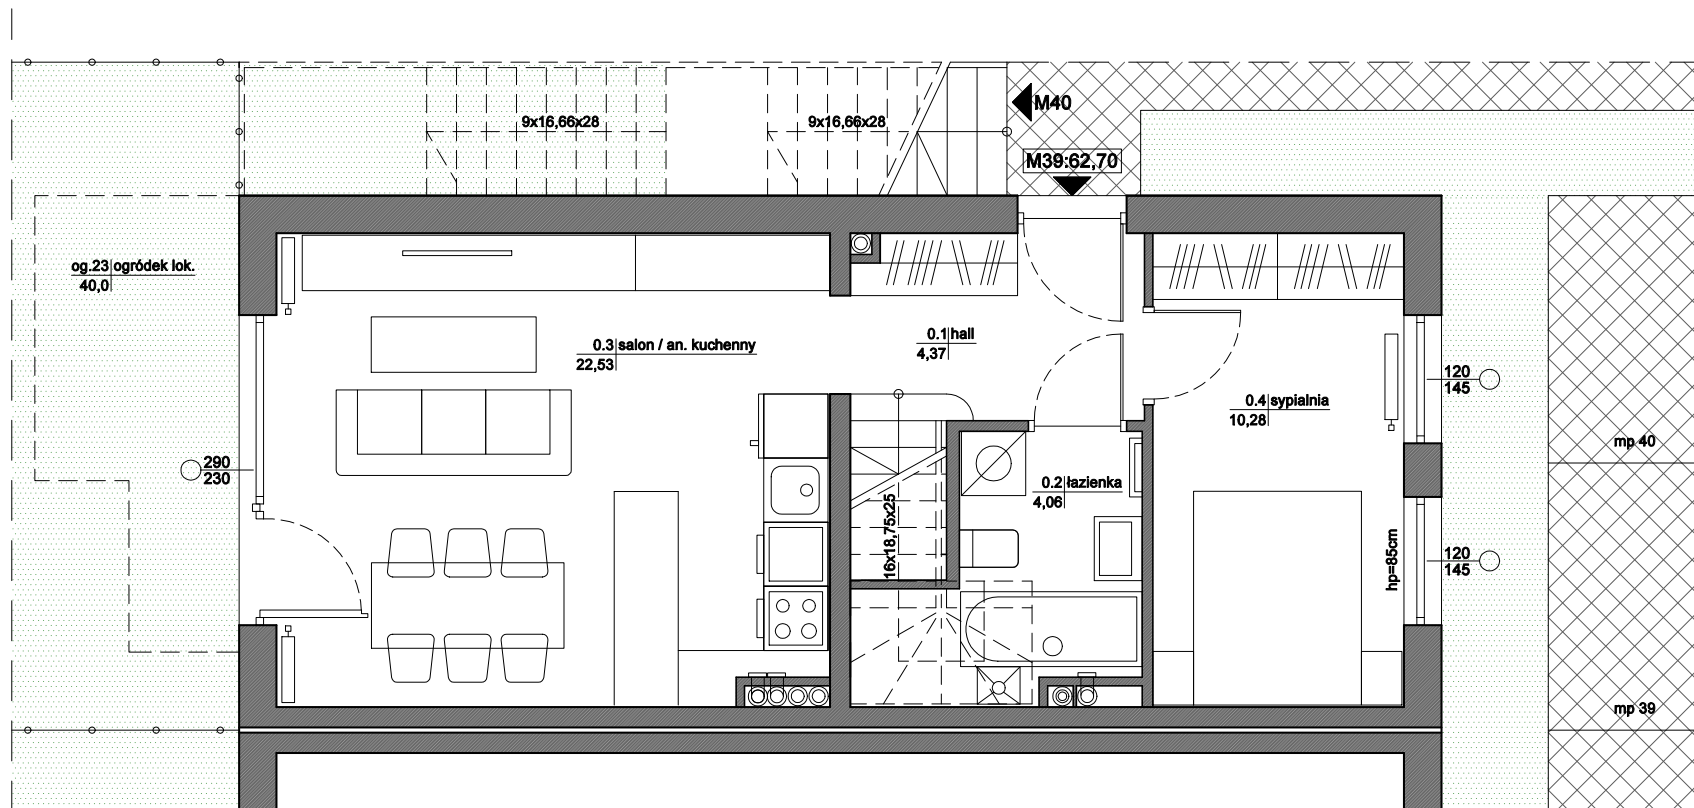 M40
9x16,66x28
9x16,66x28
M39:62,70
og.23 ogródek lok.
40,0
0.3 salon / an. kuchenny
22,53
0.1 hall
4,37
0.4 sypialnia
10,28
120
145
mp 40
290
230
0.2 łazienka
4,06
16x18,75x25
hp=85cm
120
145
mp 39